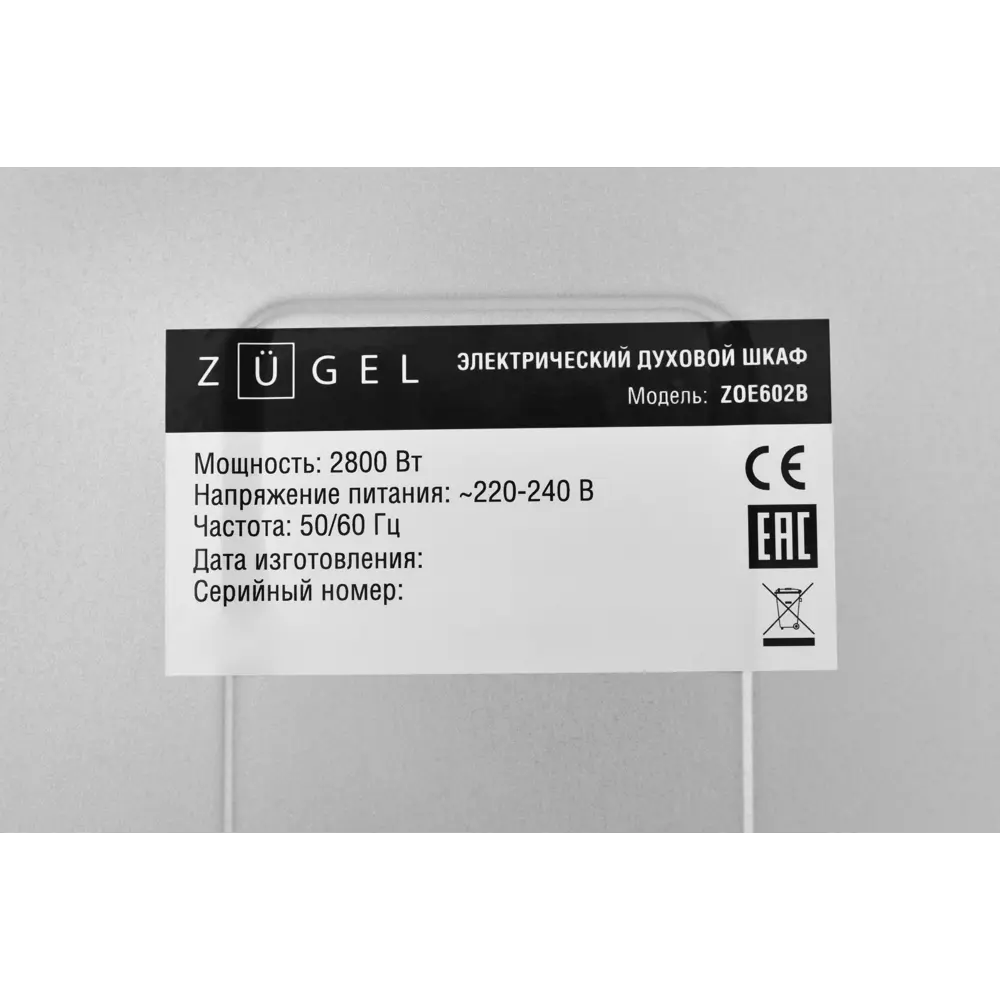 ZÜGEL
ЭЛЕКТРИЧЕСКИЙ ДУХОВОЙ ШКАФ
Модель: ZOE602B
Мощность: 2800 Вт
Напряжение питания: ~220-240 В
Частота: 50/60 Гц
Дата изготовления:
Серийный номер:
CE
EAC